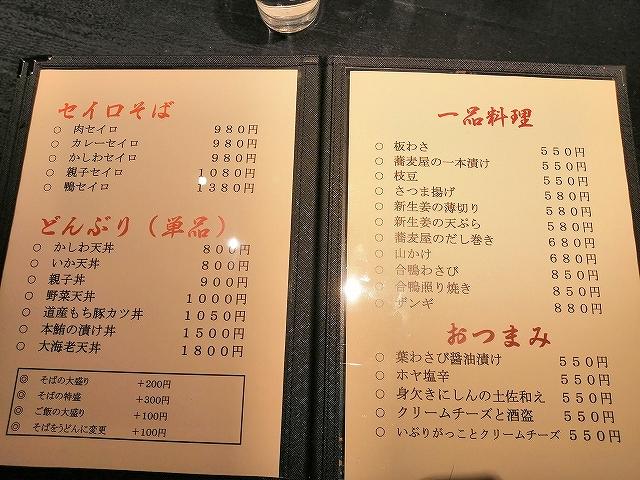 セイロそば
○ 肉セイロ 980円
○ カレーセイロ 980円
○ かしわセイロ 980円
○ 親子セイロ 1080円
○ 鴨セイロ 1380円
どんぶり（単品）
○ かしわ天丼 800円
○ いか天丼 800円
○ 親子丼 900円
○ 野菜天丼 1000円
○ 道産もち豚カツ丼 1050円
○ 本鮪の漬け丼 1500円
○ 大海老天丼 1800円
◎ そばの大盛り +200円
◎ そばの特盛 +300円
◎ ご飯の大盛り +100円
◎ そばをうどんに変更 +100円
一品料理
○ 板わさ 550円
○ 蕎麦屋の一本漬け 550円
○ 枝豆 550円
○ さつま揚げ 580円
○ 新生姜の薄切り 580円
○ 新生姜の天ぷら 580円
○ 蕎麦屋のだし巻き 680円
○ 山かけ 680円
○ 合鴨わさび 850円
○ 合鴨照り焼き 850円
○ ザンギ 880円
おつまみ
○ 葉わさび醤油漬け 550円
○ ホヤ塩辛 550円
○ 身欠きにしんの土佐和え 550円
○ クリームチーズと酒盗 550円
○ いぶりがっことクリームチーズ 550円